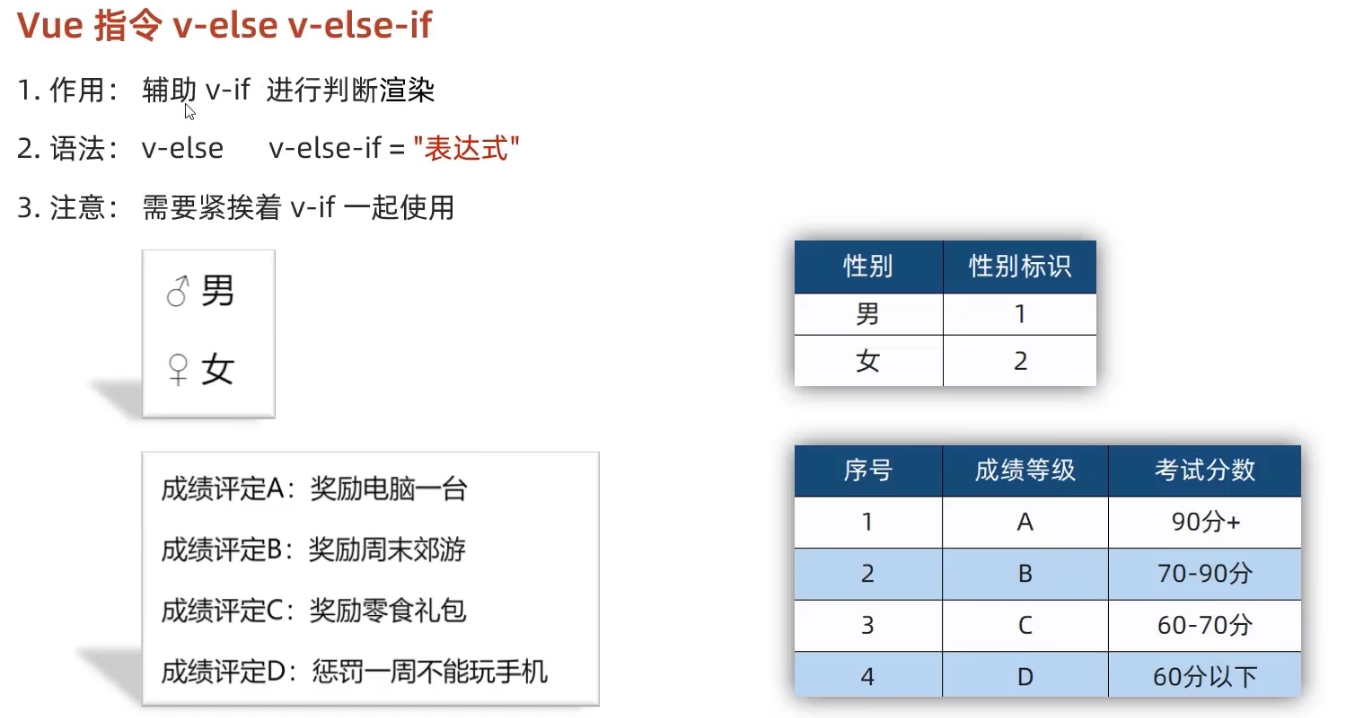 Vue 指令 v-else v-else-if
1. 作用： 辅助 v-if 进行判断渲染
2. 语法： v-else v-else-if = "表达式"
3. 注意： 需要紧挨着 v-if 一起使用
♂ 男
♀ 女
性别 性别标识
男 1
女 2
成绩评定A：奖励电脑一台
成绩评定B：奖励周末郊游
成绩评定C：奖励零食礼包
成绩评定D：惩罚一周不能玩手机
序号 成绩等级 考试分数
1 A 90分+
2 B 70-90分
3 C 60-70分
4 D 60分以下